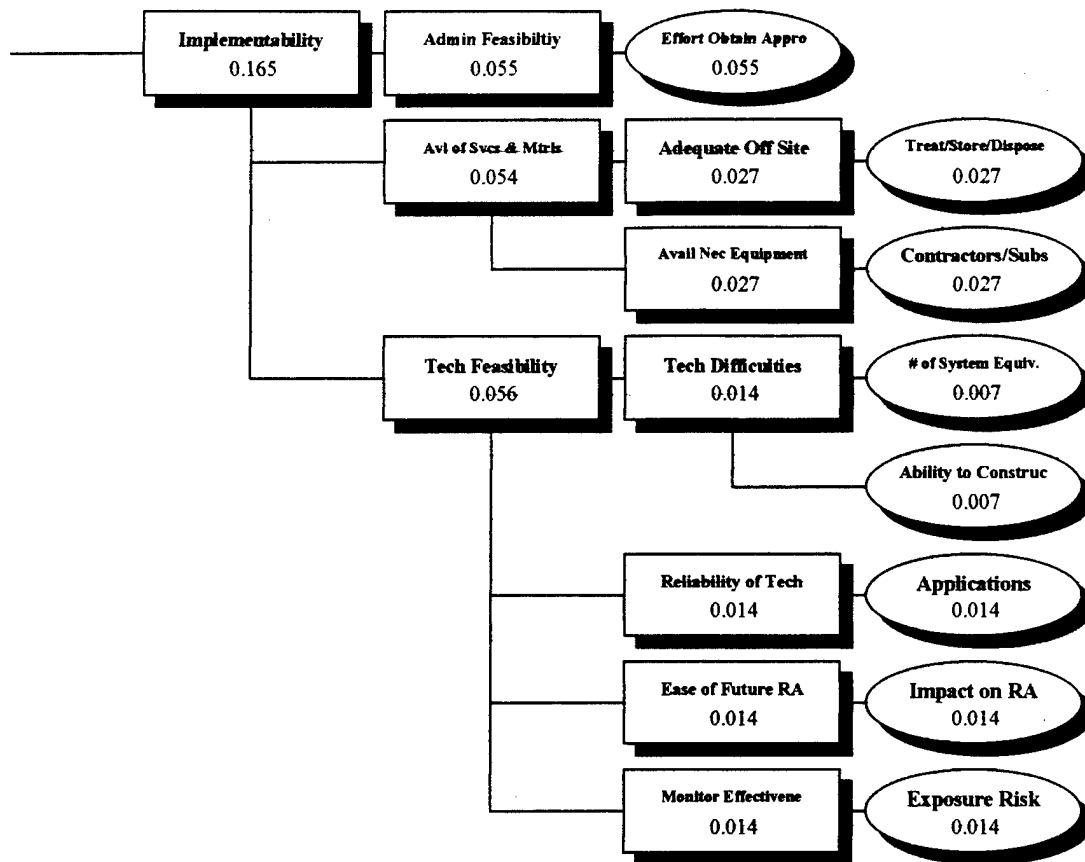 Implementability
0.165
Admin Feasibiltiy
0.055
Effort Obtain Appro
0.055
Avl of Svcs & Mtrls
0.054
Adequate Off Site
0.027
Treat/Store/Dispose
0.027
Avail Nec Equipment
0.027
Contractors/Subs
0.027
Tech Feasibility
0.056
Tech Difficulties
0.014
# of System Equiv.
0.007
Ability to Construc
0.007
Reliability of Tech
0.014
Applications
0.014
Ease of Future RA
0.014
Impact on RA
0.014
Monitor Effectivene
0.014
Exposure Risk
0.014